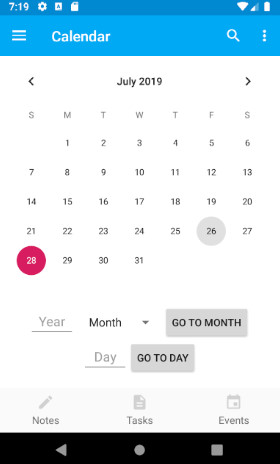 7:19
Calendar
July 2019
S M T W T F S
1 2 3 4 5 6
7 8 9 10 11 12 13
14 15 16 17 18 19 20
21 22 23 24 25 26 27
28 29 30 31
Year Month GO TO MONTH
Day GO TO DAY
Notes Tasks Events